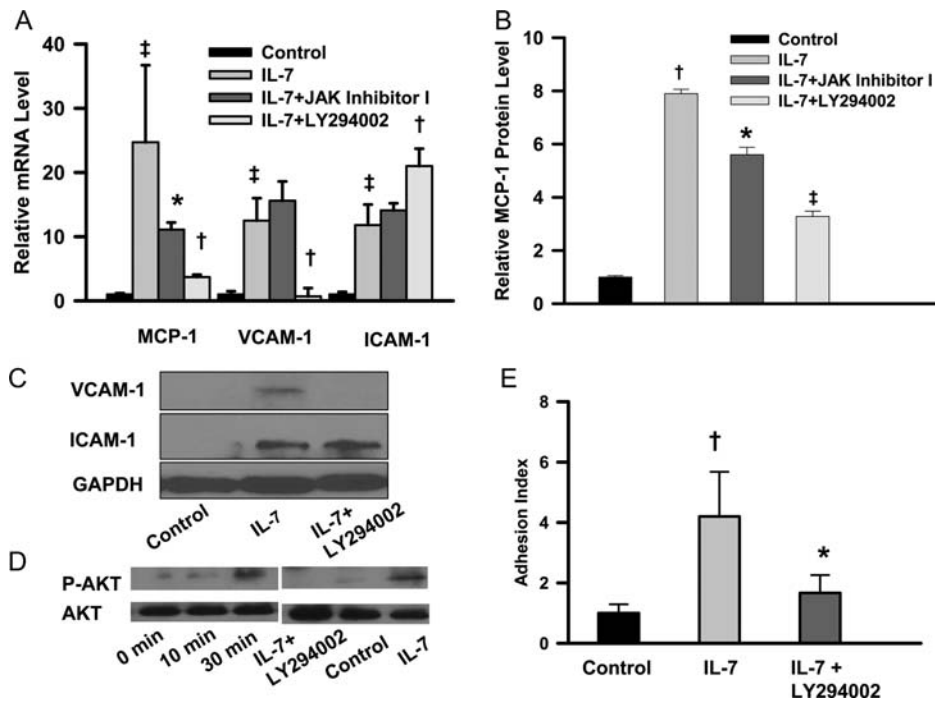 A
Relative mRNA Level
40
30
20
10
0
‡
*
†
‡
†
‡
†
Control
IL-7
IL-7+JAK Inhibitor I
IL-7+LY294002
MCP-1
VCAM-1
ICAM-1
B
Relative MCP-1 Protein Level
10
8
6
4
2
0
†
*
‡
Control
IL-7
IL-7+JAK Inhibitor I
IL-7+LY294002
C
VCAM-1
ICAM-1
GAPDH
Control
IL-7
IL-7+
LY294002
D
P-AKT
AKT
0 min
10 min
30 min
IL-7+
LY294002
Control
IL-7
E
Adhesion Index
8
6
4
2
0
†
*
Control
IL-7
IL-7 +
LY294002